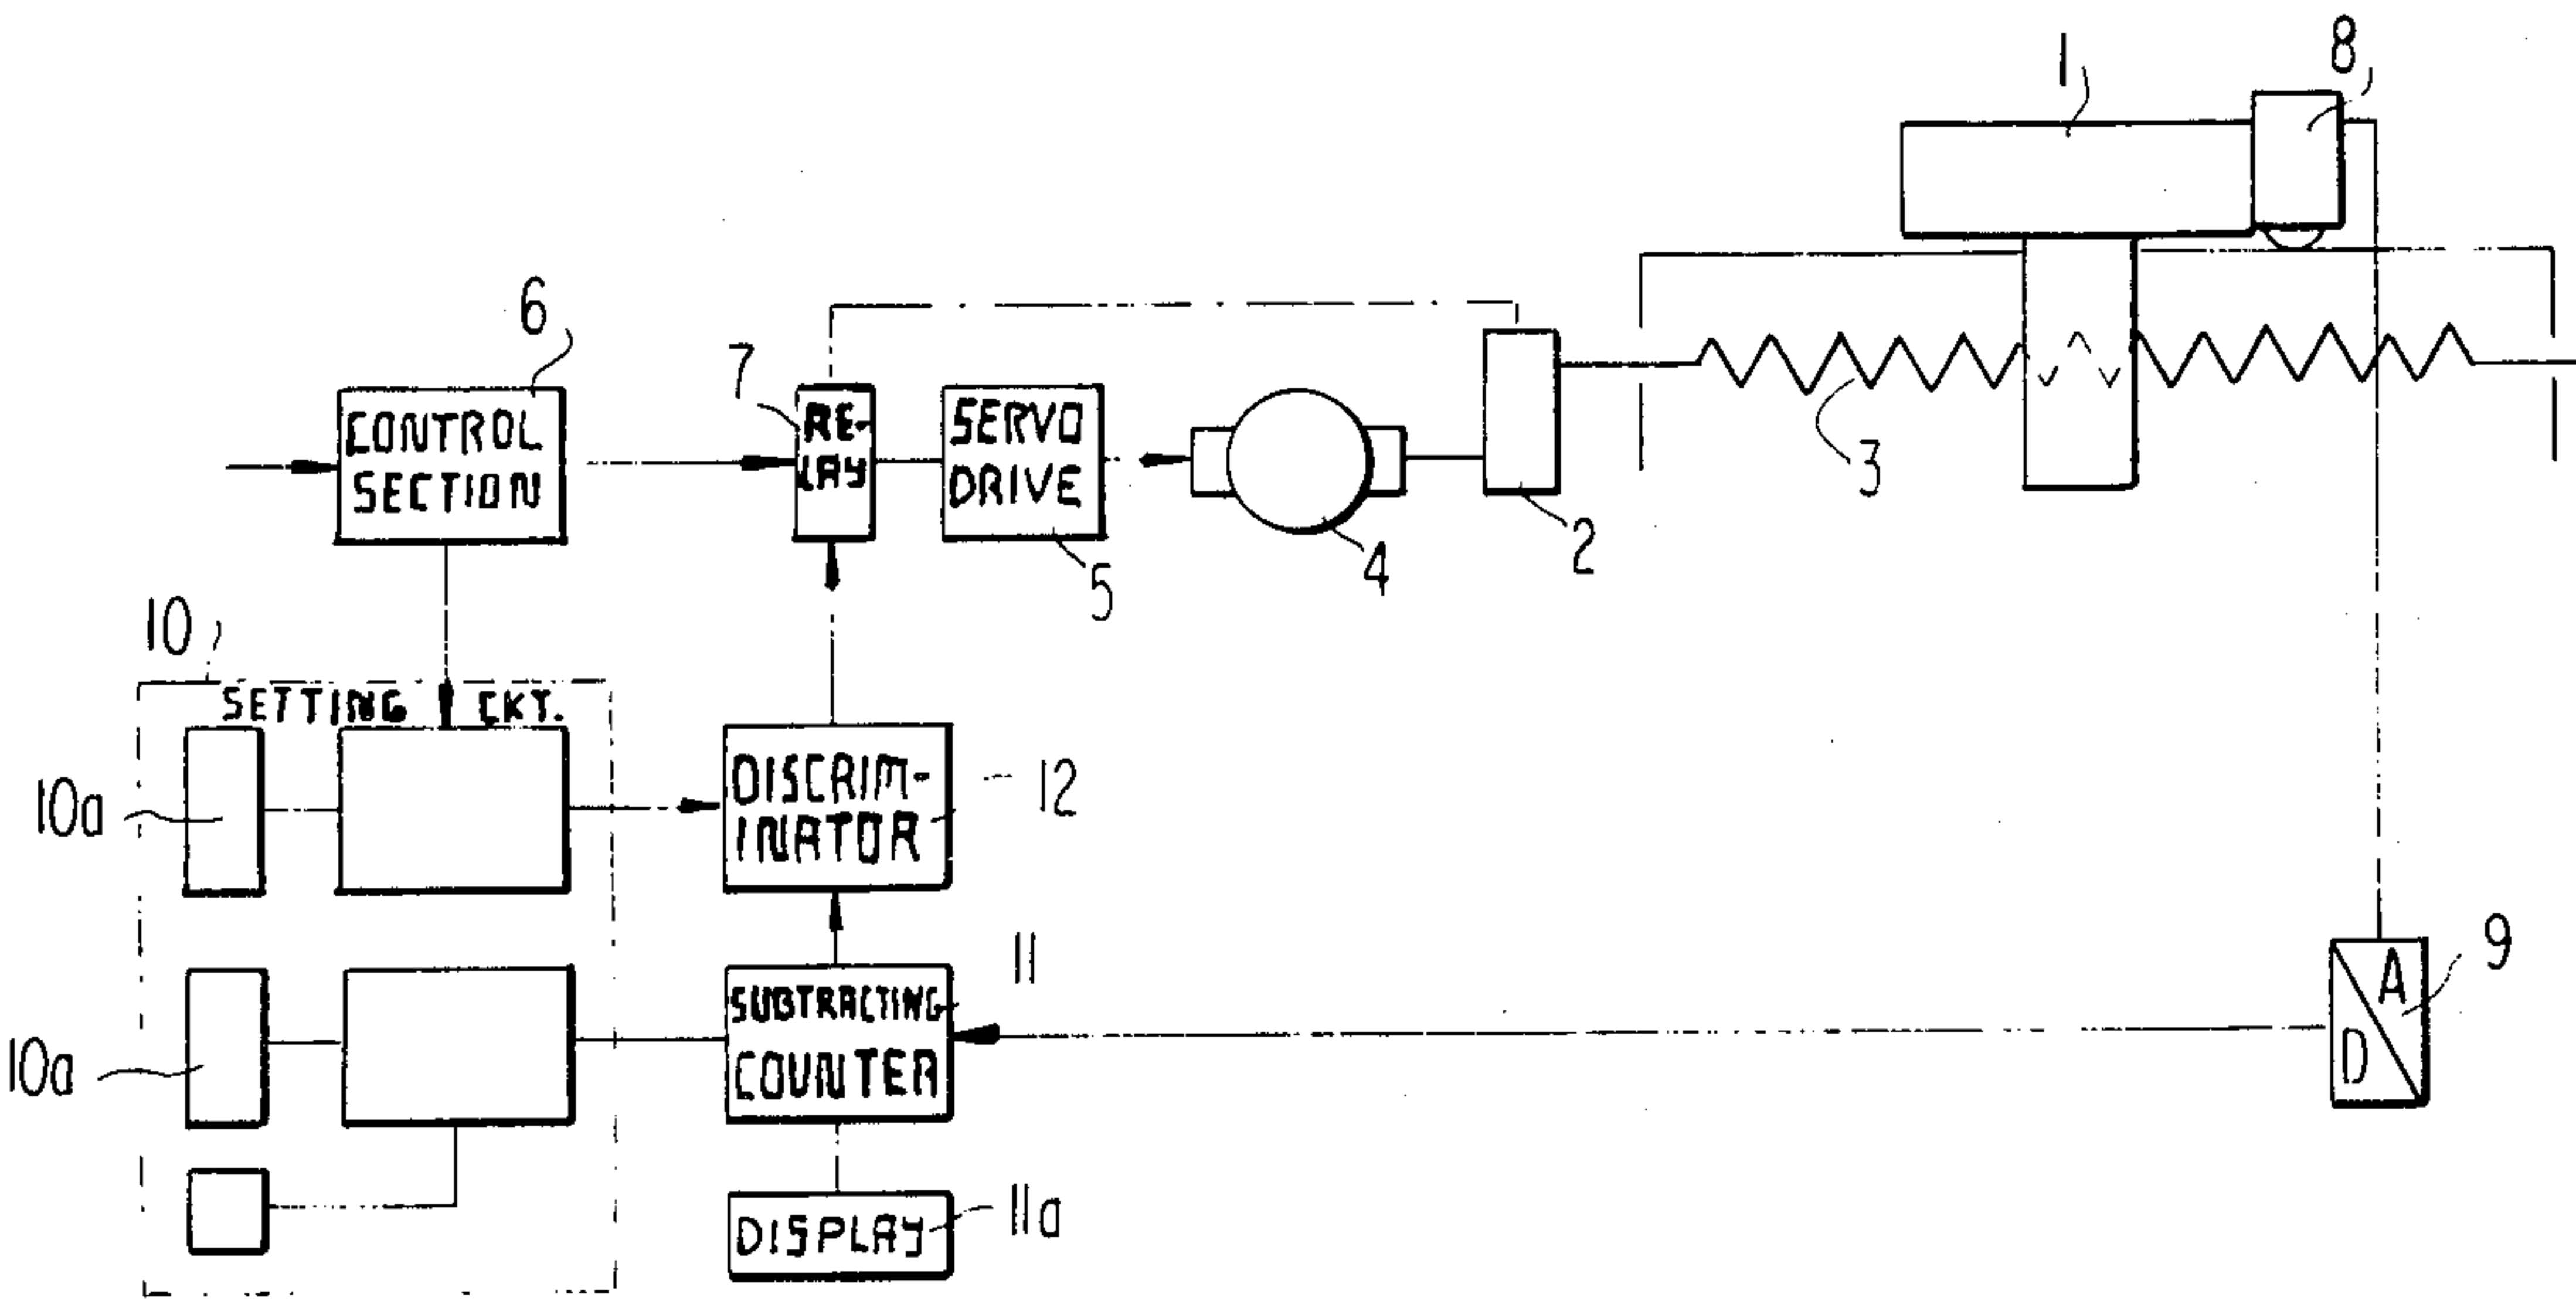 1
8
6
7
CONTROL
SECTION
RE-
LAY
SERVO
DRIVE
3
2
4
5
10
SETTING CKT.
10a
DISCRIM-
INATOR
12
11
9
A
D
SUBTRACTING
COUNTER
10a
DISPLAY
11a